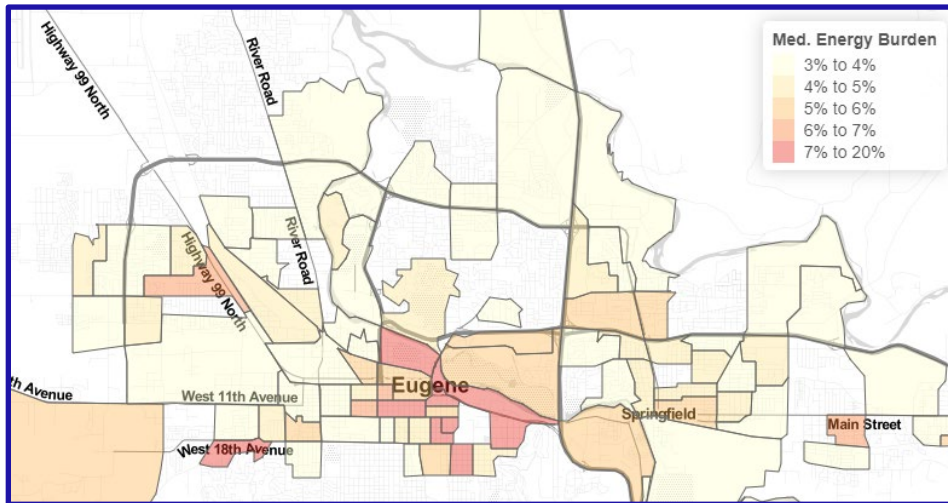 Highway 99 North
River Road
Med. Energy Burden
3% to 4%
4% to 5%
5% to 6%
6% to 7%
7% to 20%
River Road
Highway 99 North
th Avenue
West 11th Avenue
Eugene
Springfield
Main Street
West 18th Avenue